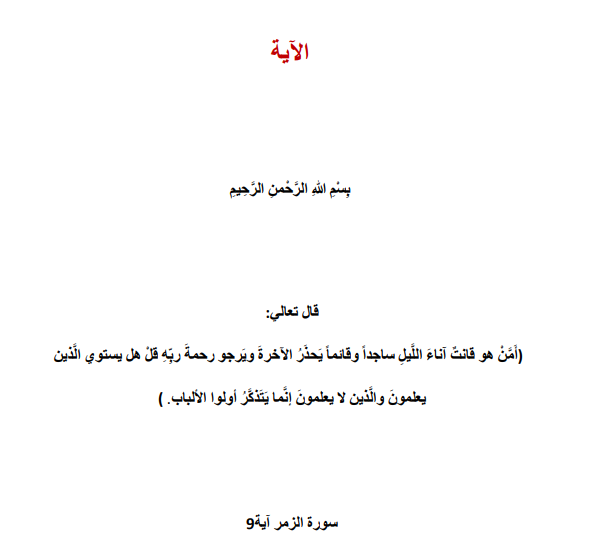 الآية
بِسْمِ اللهِ الرَّحْمنِ الرَّحِيمِ
قال تعالي:
(أمَّنْ هو قانتٌ آناءَ اللَّيلِ ساجداً وقائماً يَحذَرُ الآخرةَ ويَرجو رحمةَ ربِّهِ قلْ هل يستوي الَّذين
يعلمونَ والَّذين لا يعلمونَ إنَّما يَتَذكَّرُ أولوا الألباب. )
سورة الزمر آية9